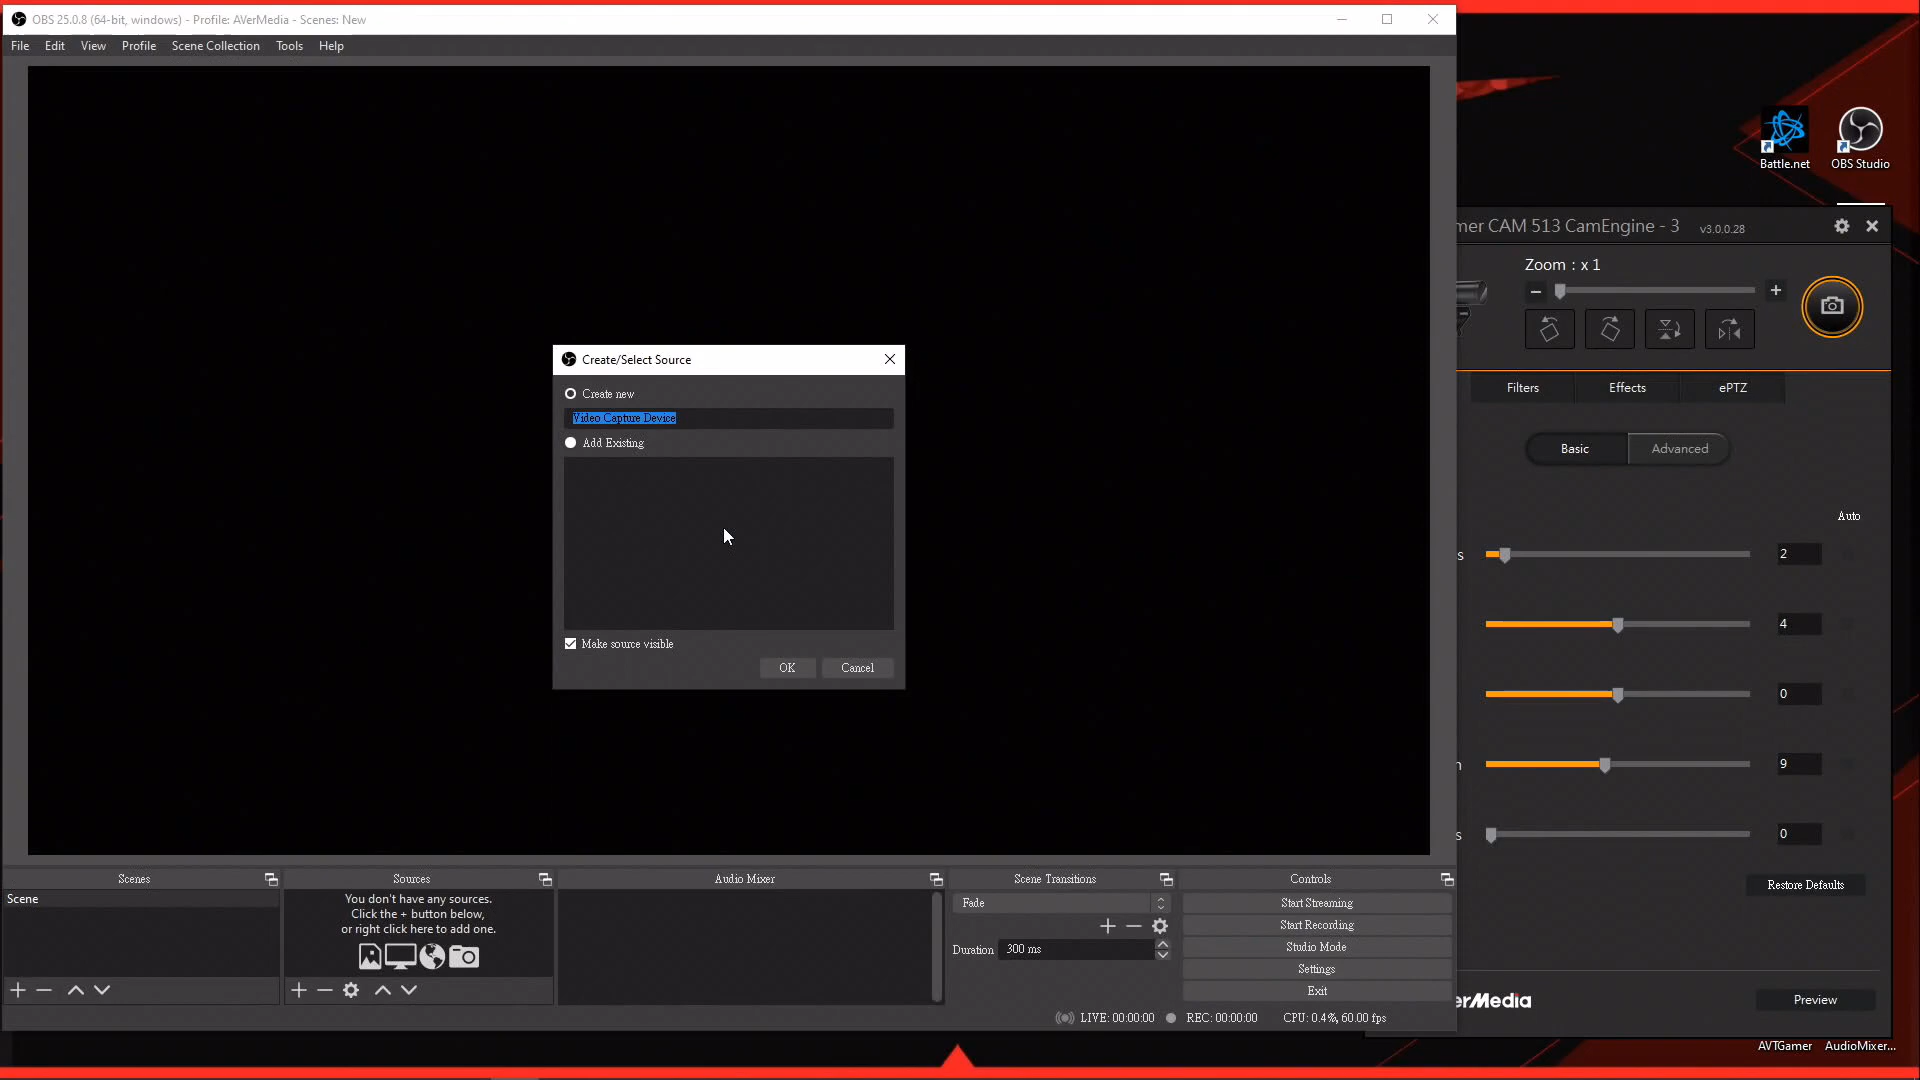 OBS 25.0.8 (64-bit, windows) - Profile: AVerMedia - Scenes: New
File Edit View Profile Scene Collection Tools Help
Battle.net OBS Studio
mer CAM 513 CamEngine - 3 v3.0.0.28
Zoom : x 1
Filters Effects ePTZ
Basic Advanced
Auto
s 2
4
0
n 9
s 0
Restore Defaults
erMedia
Preview
AVTGamer AudioMixer...
Create/Select Source
Create new
Video Capture Device
Add Existing
Make source visible
OK Cancel
Scenes
Scene
Sources
You don't have any sources.
Click the + button below,
or right click here to add one.
Audio Mixer
Scene Transitions
Fade
Duration 300 ms
Controls
Start Streaming
Start Recording
Studio Mode
Settings
Exit
LIVE: 00:00:00 REC: 00:00:00 CPU: 0.4%, 60.00 fps